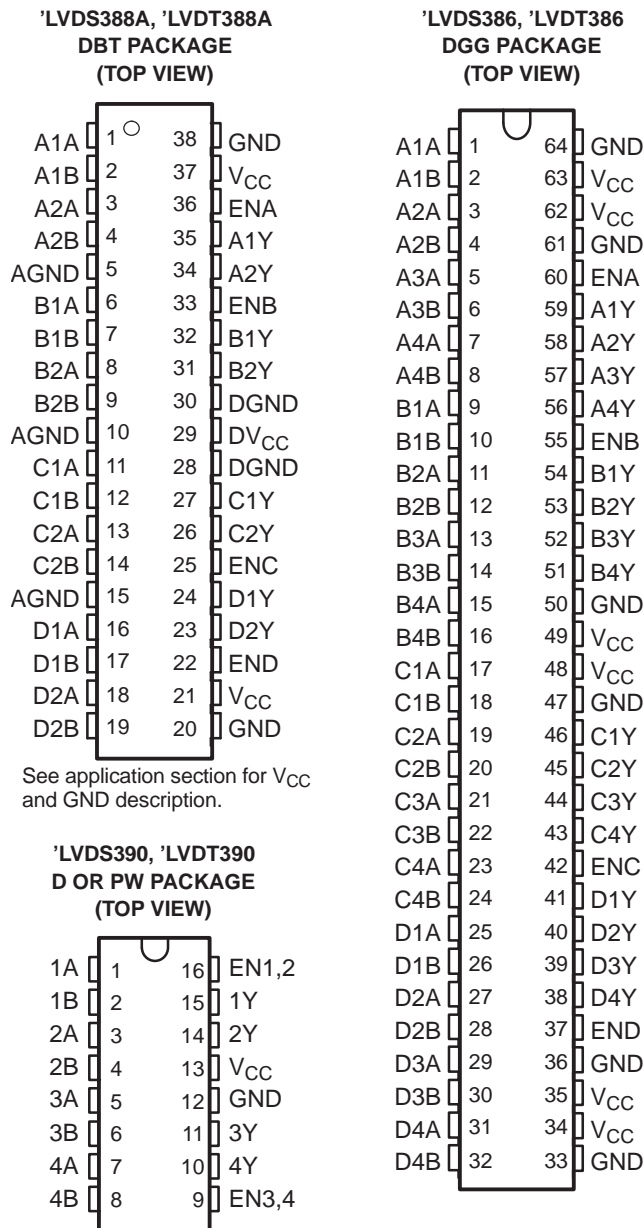 'LVDS388A, 'LVDT388A
DBT PACKAGE
(TOP VIEW)
A1A 1 38 GND
A1B 2 37 VCC
A2A 3 36 ENA
A2B 4 35 A1Y
AGND 5 34 A2Y
B1A 6 33 ENB
B1B 7 32 B1Y
B2A 8 31 B2Y
B2B 9 30 DGND
AGND 10 29 DVCC
C1A 11 28 DGND
C1B 12 27 C1Y
C2A 13 26 C2Y
C2B 14 25 ENC
AGND 15 24 D1Y
D1A 16 23 D2Y
D1B 17 22 END
D2A 18 21 VCC
D2B 19 20 GND
See application section for VCC
and GND description.
'LVDS390, 'LVDT390
D OR PW PACKAGE
(TOP VIEW)
1A 1 16 EN1,2
1B 2 15 1Y
2A 3 14 2Y
2B 4 13 VCC
3A 5 12 GND
3B 6 11 3Y
4A 7 10 4Y
4B 8 9 EN3,4
'LVDS386, 'LVDT386
DGG PACKAGE
(TOP VIEW)
A1A 1 64 GND
A1B 2 63 VCC
A2A 3 62 VCC
A2B 4 61 GND
A3A 5 60 ENA
A3B 6 59 A1Y
A4A 7 58 A2Y
A4B 8 57 A3Y
B1A 9 56 A4Y
B1B 10 55 ENB
B2A 11 54 B1Y
B2B 12 53 B2Y
B3A 13 52 B3Y
B3B 14 51 B4Y
B4A 15 50 GND
B4B 16 49 VCC
C1A 17 48 VCC
C1B 18 47 GND
C2A 19 46 C1Y
C2B 20 45 C2Y
C3A 21 44 C3Y
C3B 22 43 C4Y
C4A 23 42 ENC
C4B 24 41 D1Y
D1A 25 40 D2Y
D1B 26 39 D3Y
D2A 27 38 D4Y
D2B 28 37 END
D3A 29 36 GND
D3B 30 35 VCC
D4A 31 34 VCC
D4B 32 33 GND